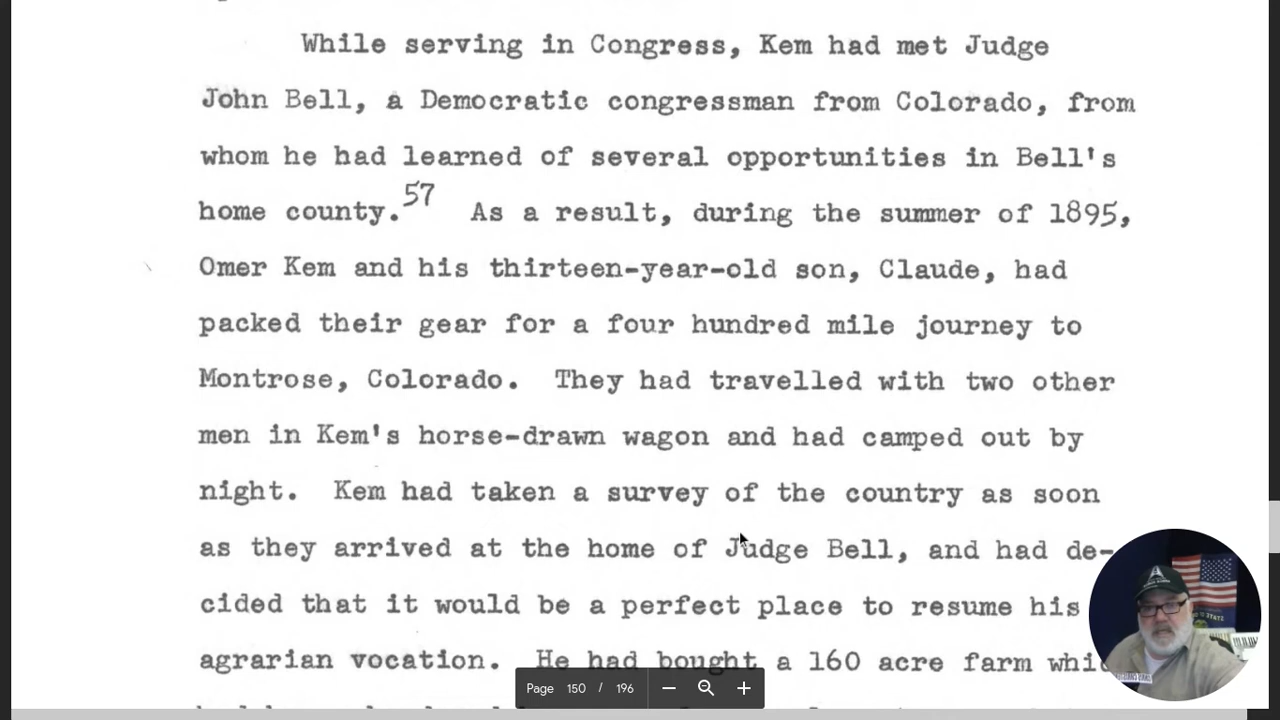 While serving in Congress, Kem had met Judge
John Bell, a Democratic congressman from Colorado, from
whom he had learned of several opportunities in Bell's
home county.57 As a result, during the summer of 1895,
Omer Kem and his thirteen-year-old son, Claude, had
packed their gear for a four hundred mile journey to
Montrose, Colorado. They had travelled with two other
men in Kem's horse-drawn wagon and had camped out by
night. Kem had taken a survey of the country as soon
as they arrived at the home of Judge Bell, and had de-
cided that it would be a perfect place to resume his
agrarian vocation. He had bought a 160 acre farm whic
Page 150 / 196